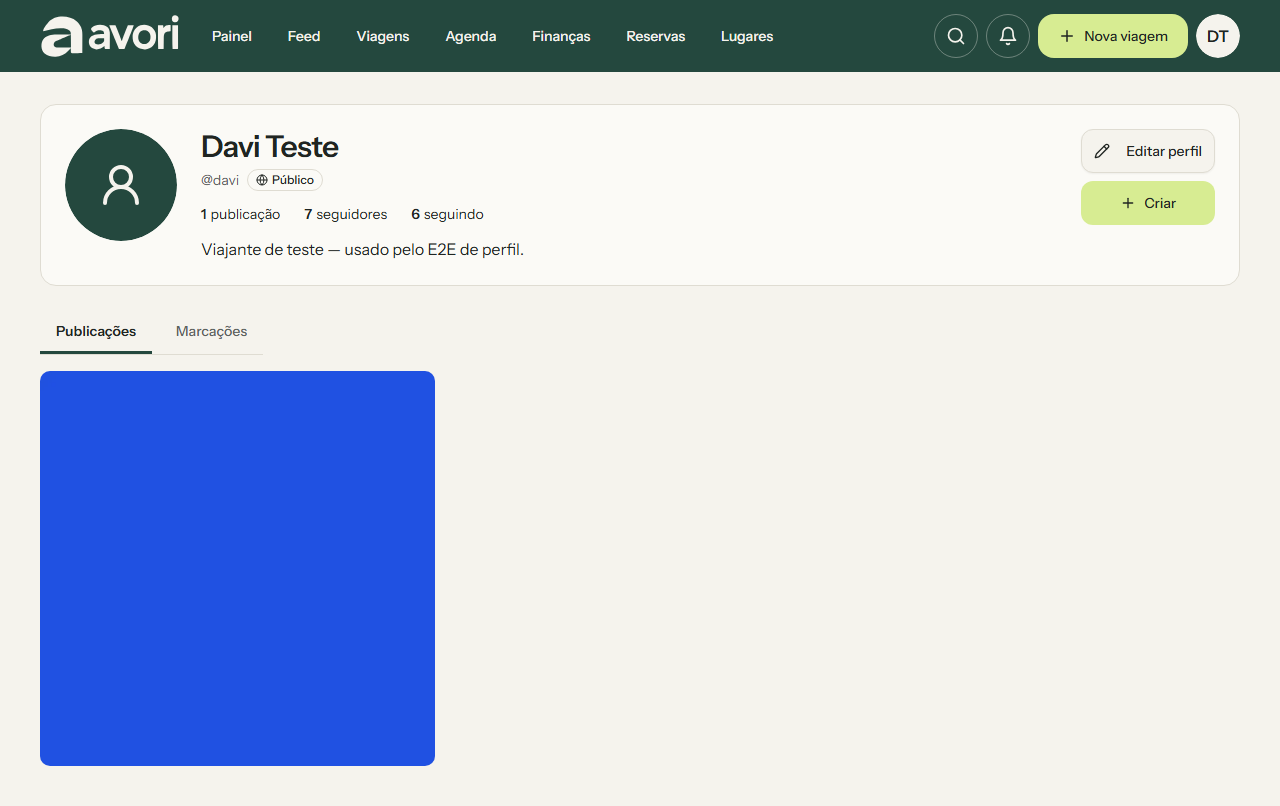 avori
Painel
Feed
Viagens
Agenda
Finanças
Reservas
Lugares
Nova viagem
DT
Davi Teste
@davi
Público
1 publicação
7 seguidores
6 seguindo
Viajante de teste — usado pelo E2E de perfil.
Editar perfil
Criar
Publicações
Marcações